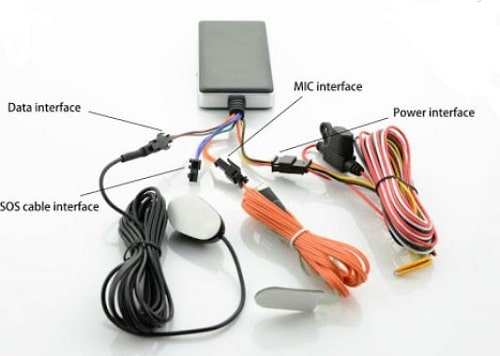 MIC interface
Data interface
Power interface
SOS cable interface